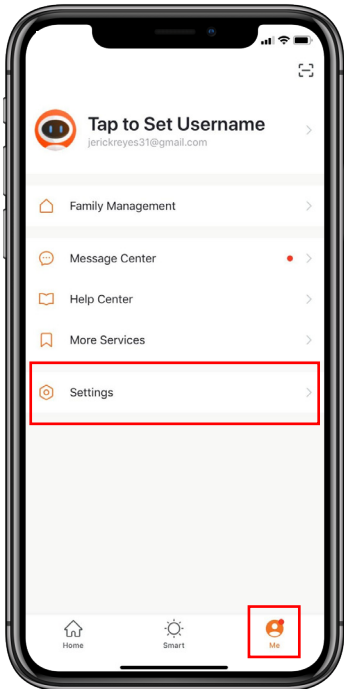 Tap to Set Username
jerickreyes31@gmail.com
Family Management
Message Center
Help Center
More Services
Settings
Home
Smart
Me